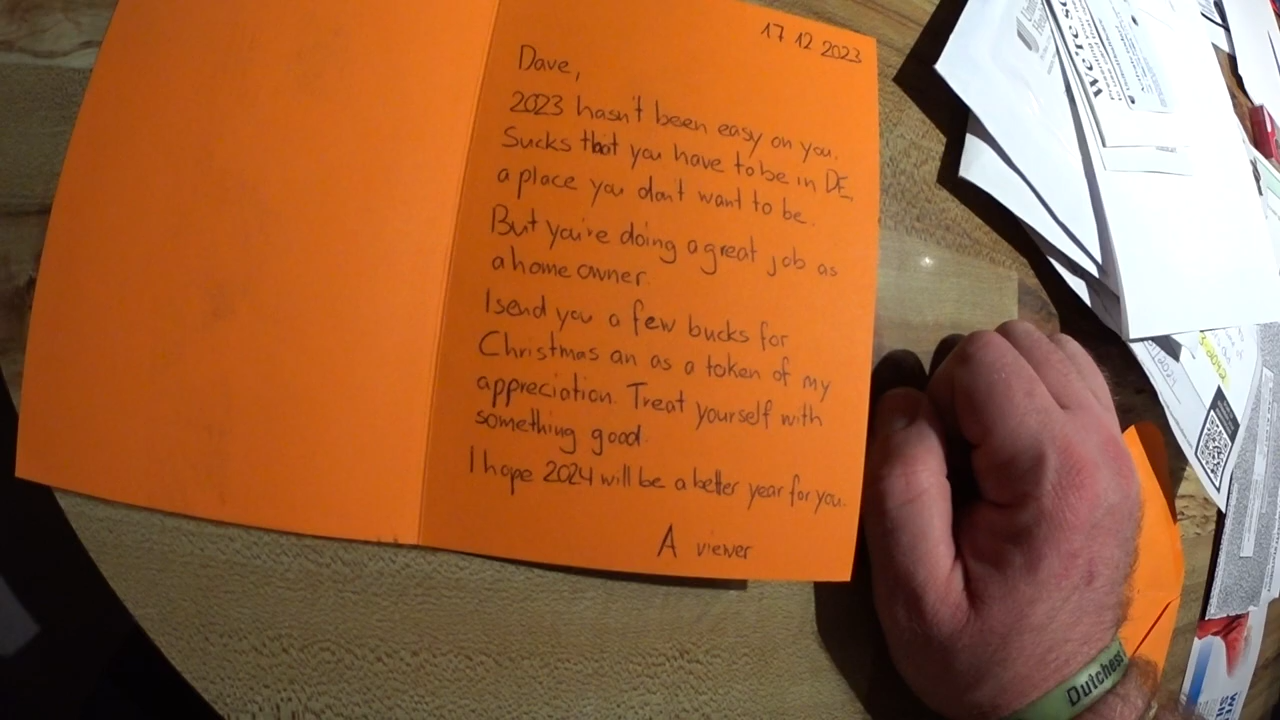 17 12 2023
Dave,
2023 hasn't been easy on you.
Sucks that you have to be in DE,
a place you don't want to be.
But you're doing a great job as
a home owner.
I send you a few bucks for
Christmas an as a token of my
appreciation. Treat yourself with
something good.
I hope 2024 will be a better year for you.
A viewer
We're so
Dutchess